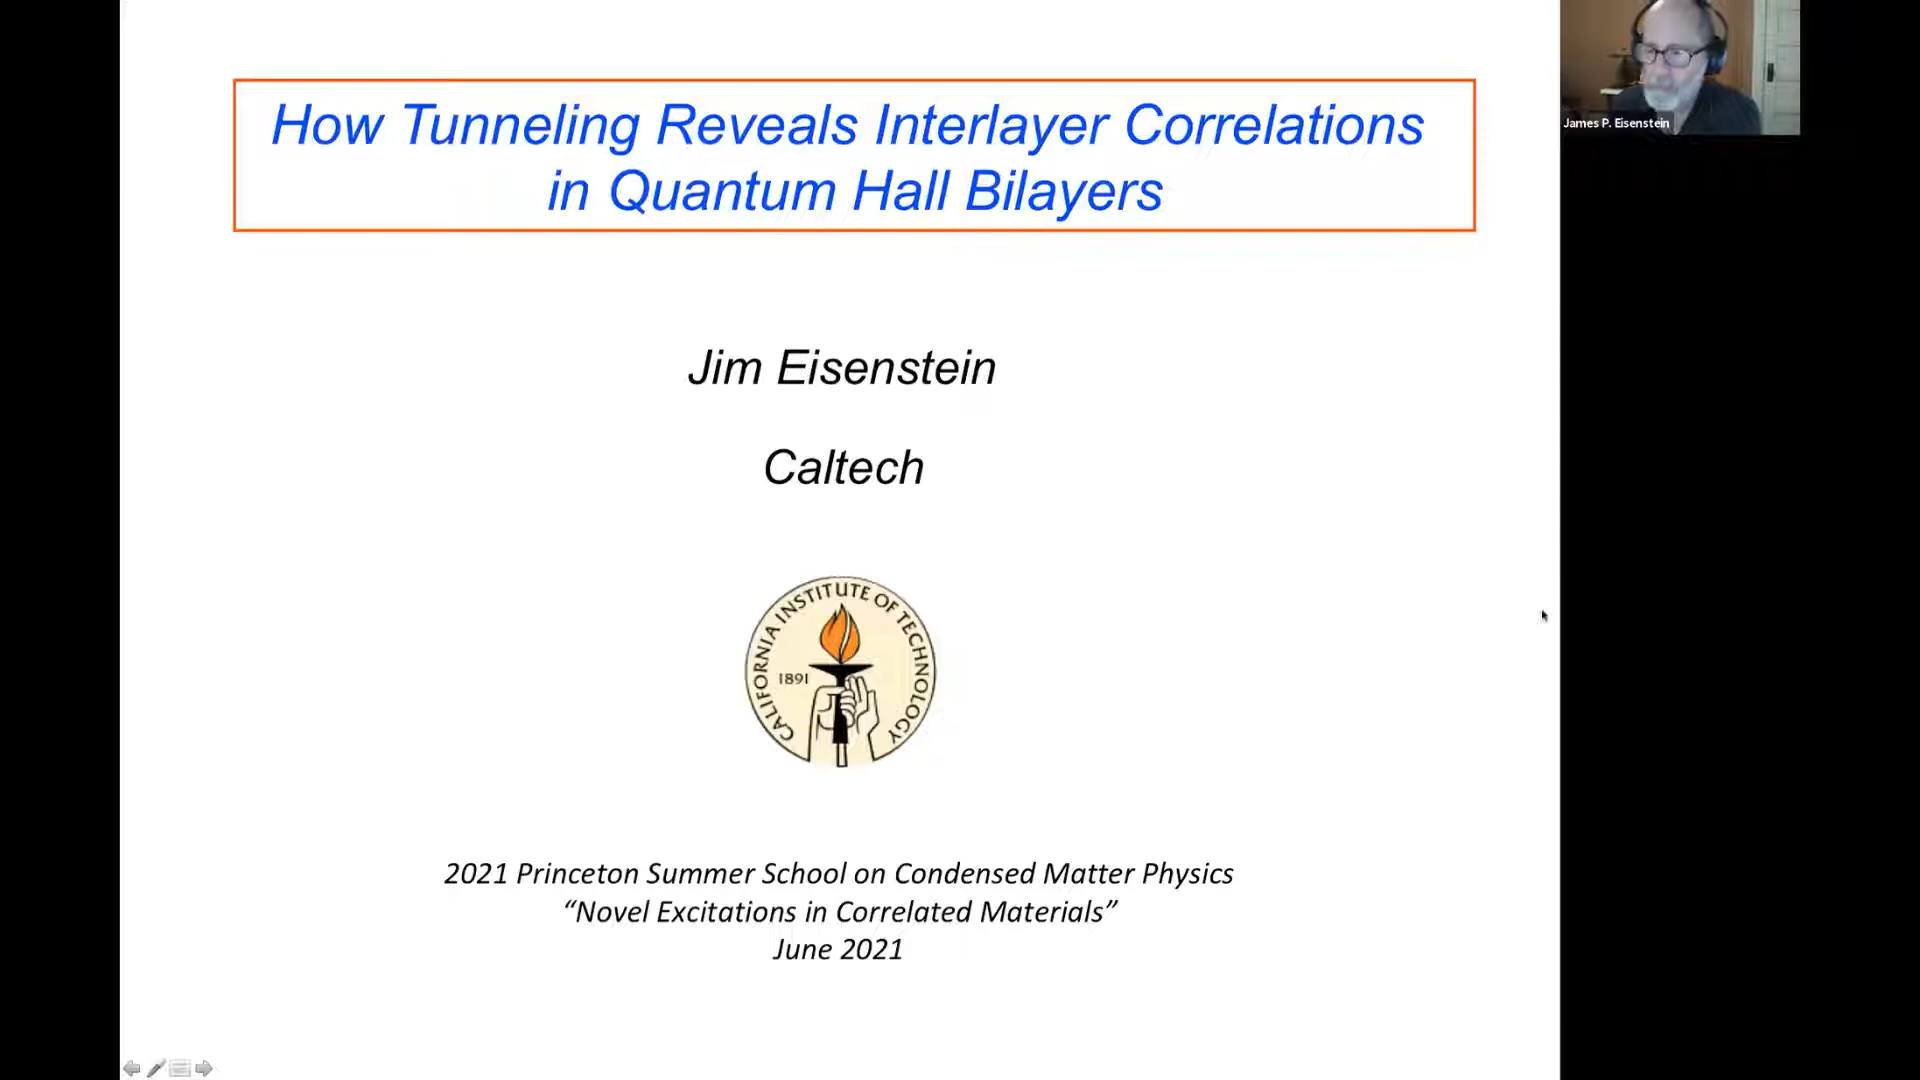 How Tunneling Reveals Interlayer Correlations
in Quantum Hall Bilayers
James P. Eisenstein
Jim Eisenstein
Caltech
CALIFORNIA INSTITUTE OF TECHNOLOGY
1891
2021 Princeton Summer School on Condensed Matter Physics
“Novel Excitations in Correlated Materials”
June 2021